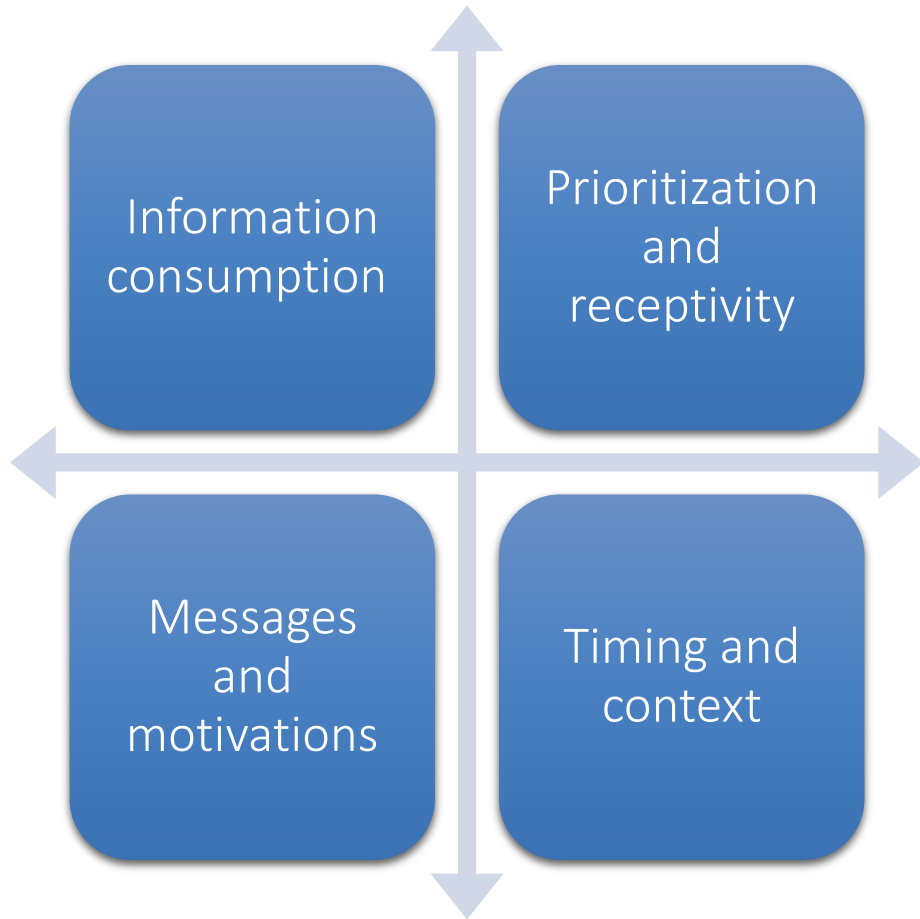 Information
consumption
Prioritization
and
receptivity
Messages
and
motivations
Timing and
context